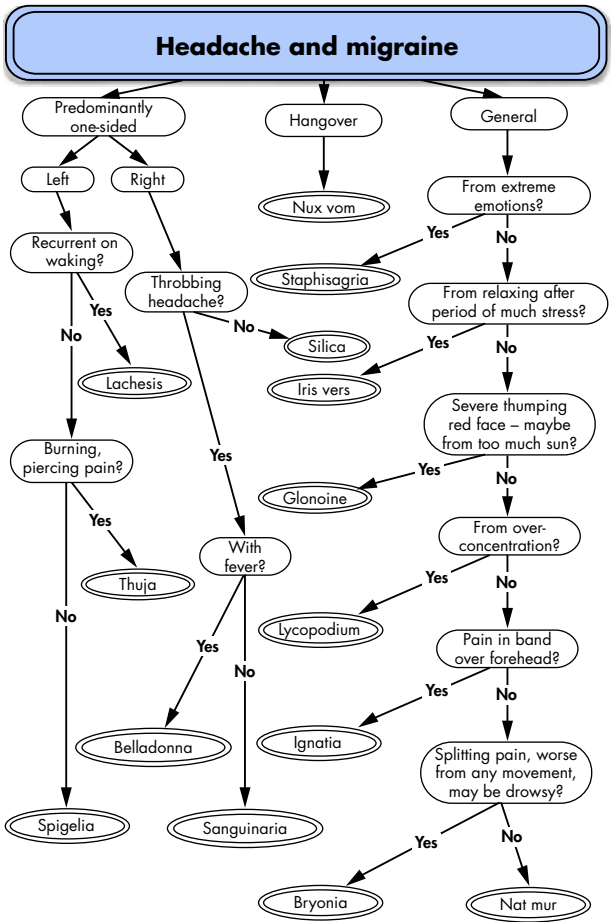 Headache and migraine
Predominantly
one-sided
Hangover
General
Left
Right
From extreme
emotions?
Nux vom
Yes
No
Recurrent on
waking?
Throbbing
headache?
Staphisagria
From relaxing after
period of much stress?
Yes
No
No
Yes
No
Silica
Lachesis
Iris vers
Severe thumping
red face – maybe
from too much sun?
Burning,
piercing pain?
Yes
Yes
No
Glonoine
Yes
From over-
concentration?
With
fever?
Thuja
Yes
No
No
Lycopodium
Pain in band
over forehead?
Yes
No
Yes
No
Belladonna
Ignatia
Splitting pain, worse
from any movement,
may be drowsy?
Spigelia
Sanguinaria
Yes
No
Bryonia
Nat mur